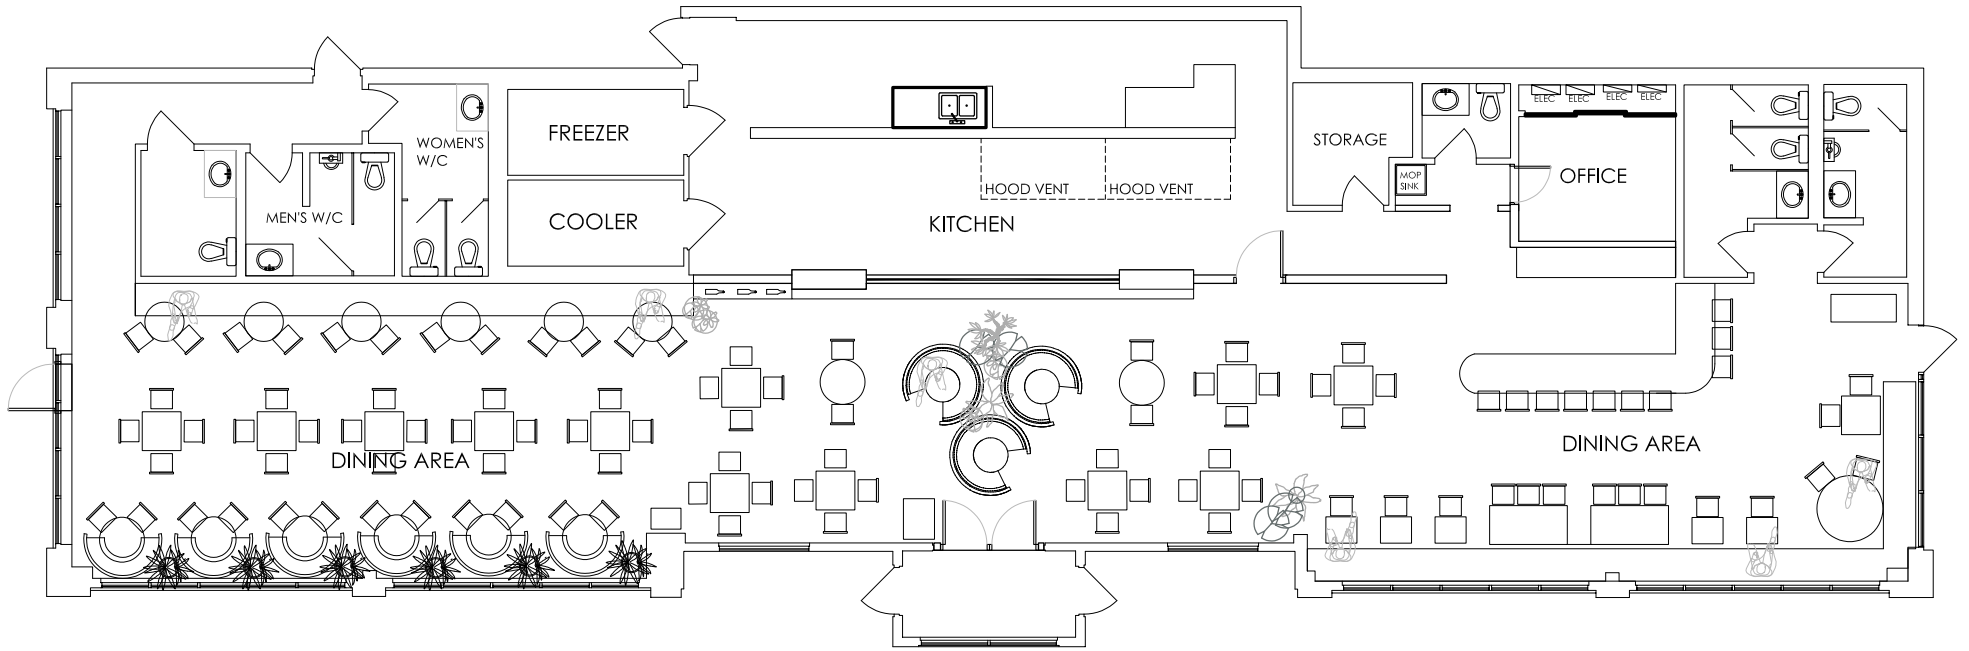 ELEC
ELEC
ELEC
ELEC
FREEZER
WOMEN'S
W/C
STORAGE
OFFICE
MOP
SINK
HOOD VENT
HOOD VENT
MEN'S W/C
COOLER
KITCHEN
DINING AREA
DINING AREA